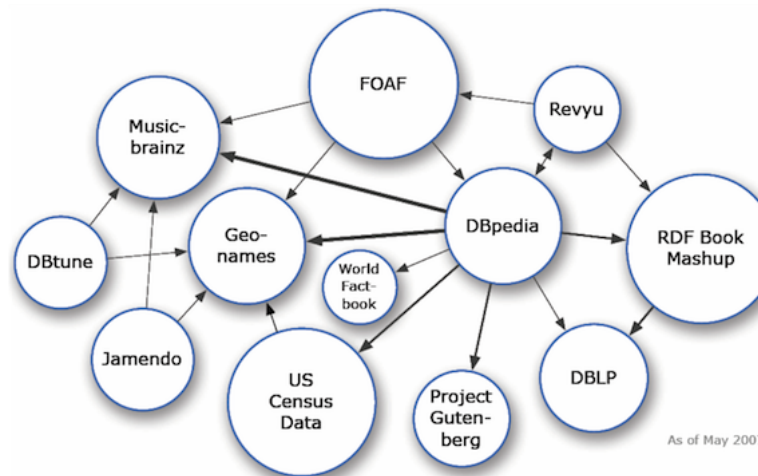 FOAF
Music-
brainz
Revyu
DBpedia
Geo-
names
RDF Book
Mashup
DBtune
World
Fact-
book
Jamendo
US
Census
Data
Project
Guten-
berg
DBLP
As of May 2007